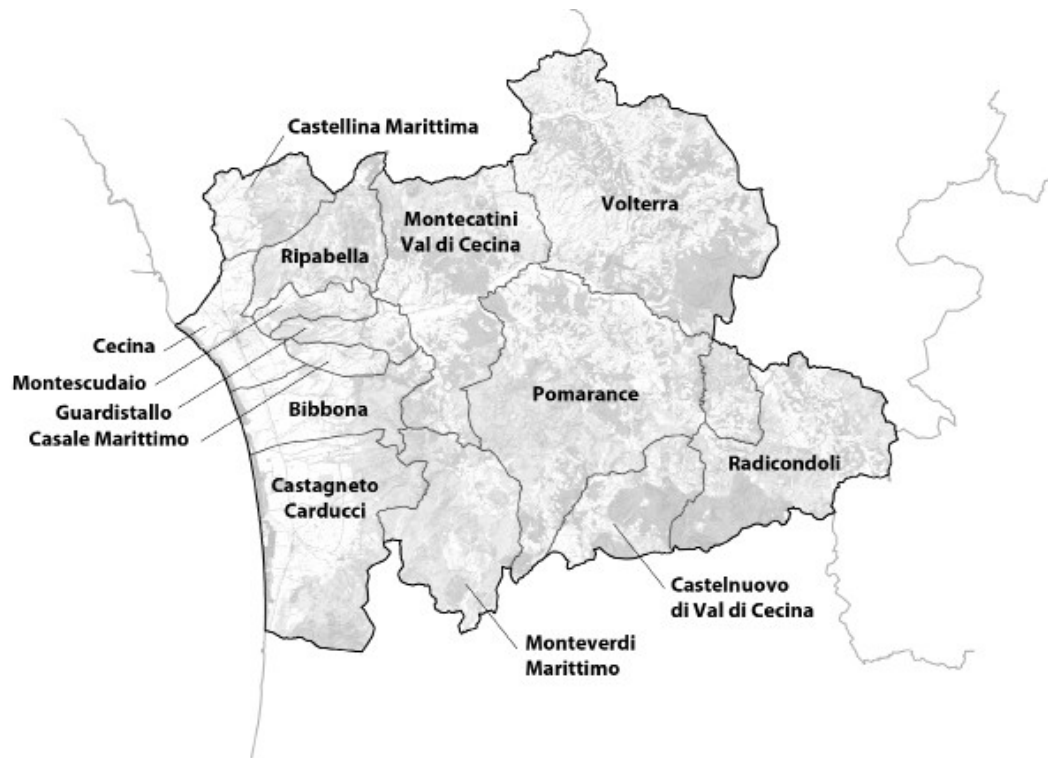 Castellina Marittima
Volterra
Montecatini
Val di Cecina
Ripabella
Cecina
Montescudaio
Guardistallo
Casale Marittimo
Bibbona
Pomarance
Radicondoli
Castagneto
Carducci
Castelnuovo
di Val di Cecina
Monteverdi
Marittimo